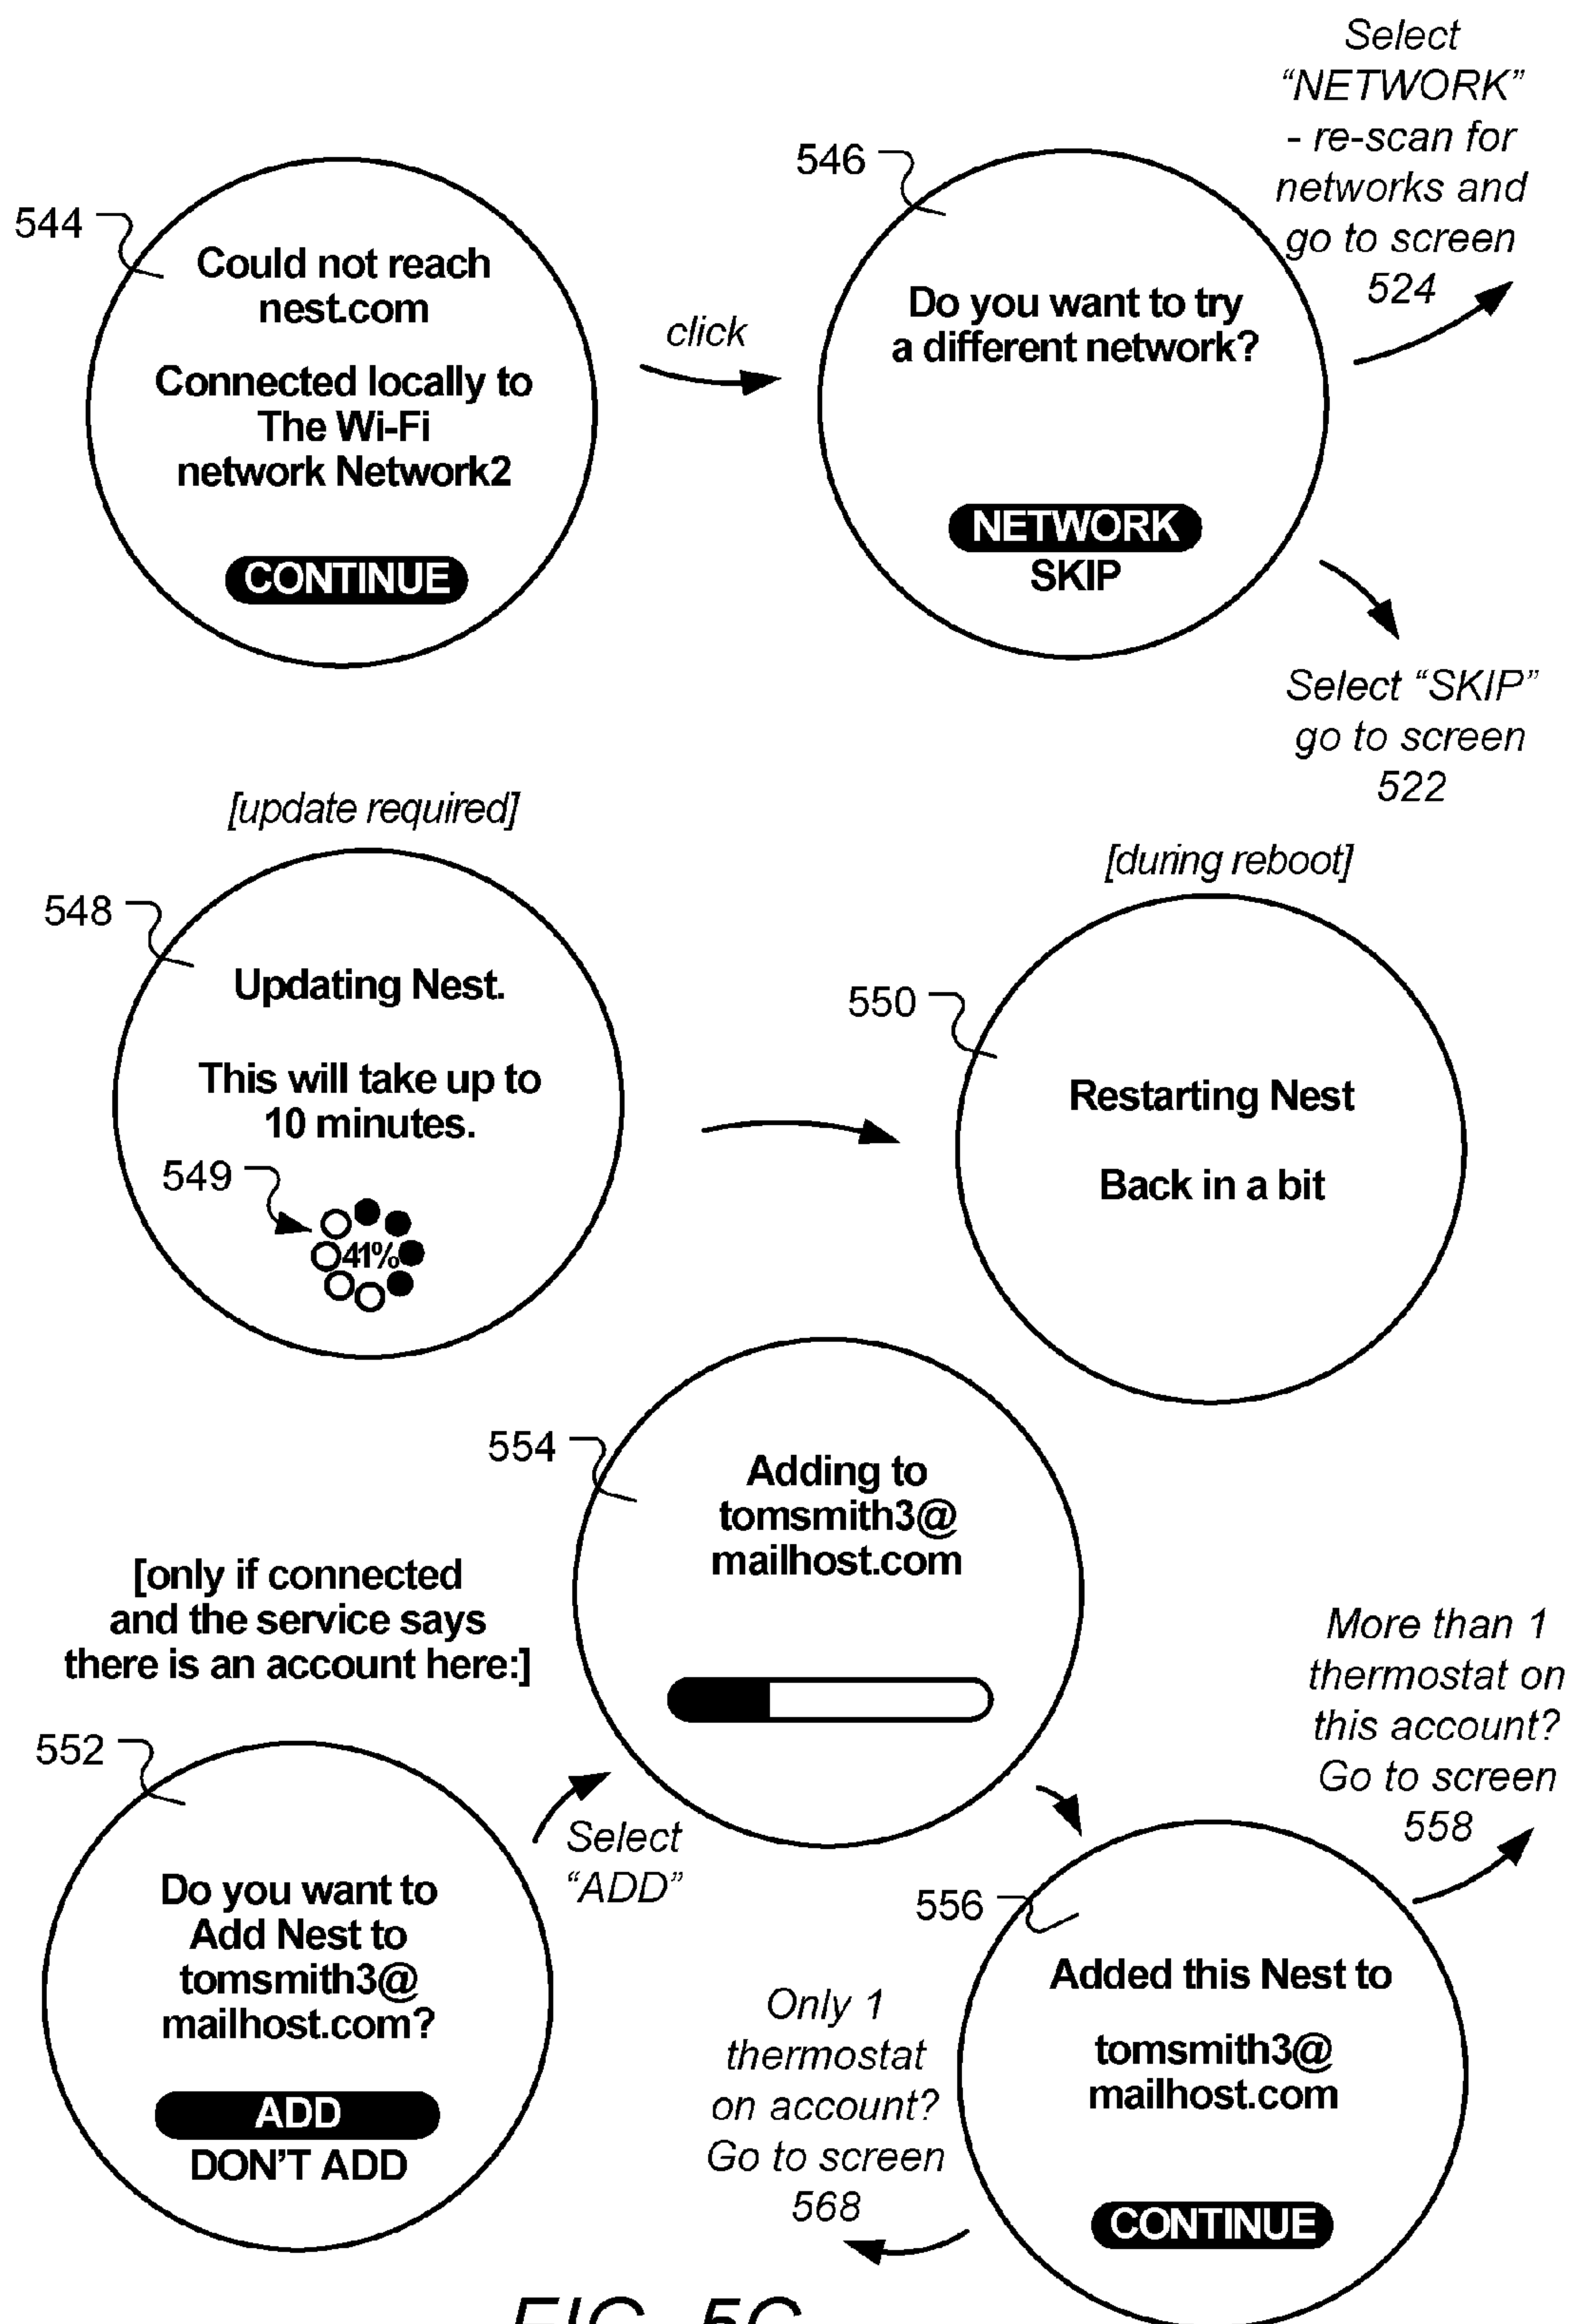 Select
“NETWORK”
- re-scan for
networks and
go to screen
524
546
544
Could not reach
nest.com
Connected locally to
The Wi-Fi
network Network2
CONTINUE
click
Do you want to try
a different network?
NETWORK
SKIP
Select “SKIP”
go to screen
522
[update required]
548
Updating Nest.
This will take up to
10 minutes.
549
41%
[during reboot]
550
Restarting Nest
Back in a bit
554
Adding to
tomsmith3@
mailhost.com
[only if connected
and the service says
there is an account here:]
552
Do you want to
Add Nest to
tomsmith3@
mailhost.com?
ADD
DON'T ADD
Select
“ADD”
More than 1
thermostat on
this account?
Go to screen
558
556
Added this Nest to
tomsmith3@
mailhost.com
CONTINUE
Only 1
thermostat
on account?
Go to screen
568
FIG. 5C